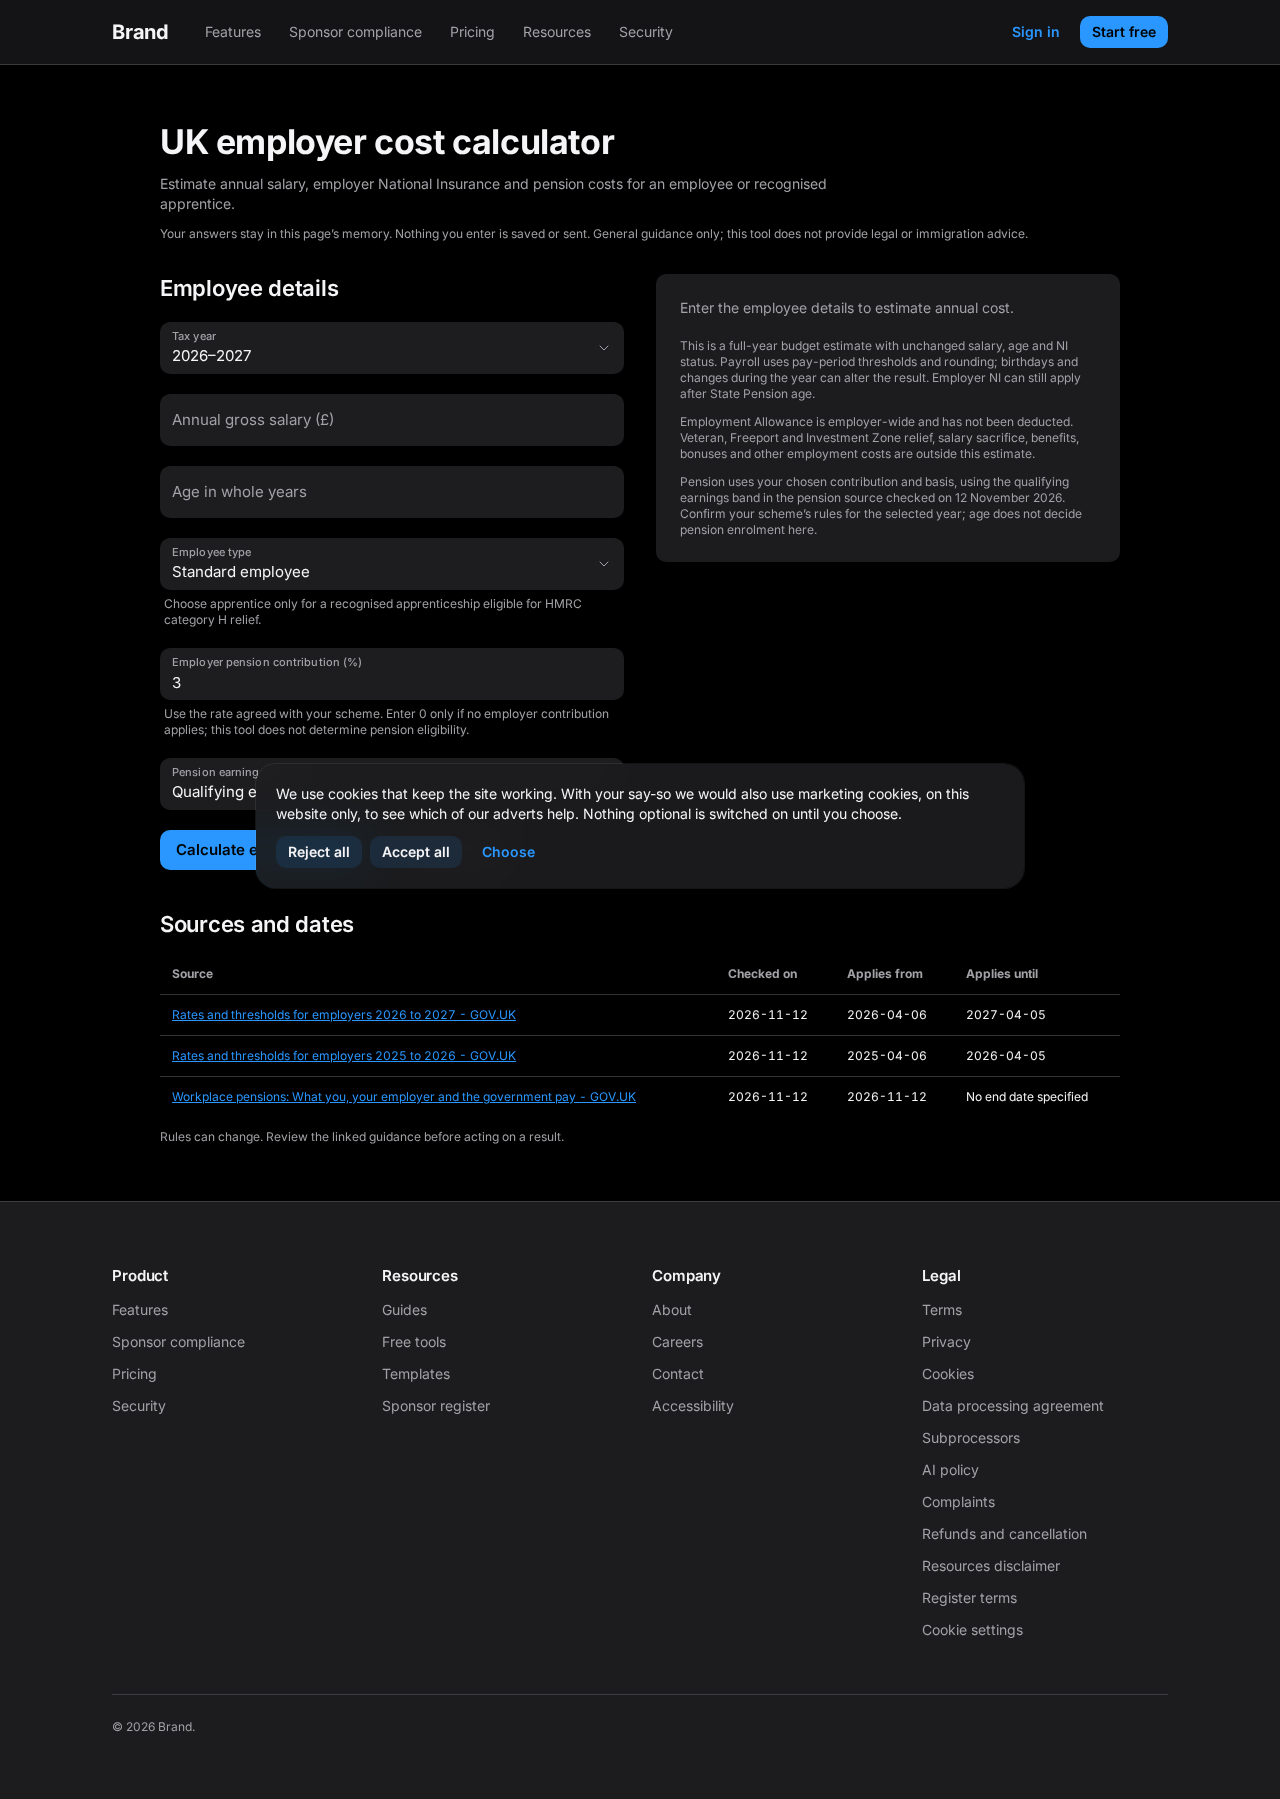 Brand
Features
Sponsor compliance
Pricing
Resources
Security
Sign in
Start free
UK employer cost calculator
Estimate annual salary, employer National Insurance and pension costs for an employee or recognised
apprentice.
Your answers stay in this page’s memory. Nothing you enter is saved or sent. General guidance only; this tool does not provide legal or immigration advice.
Employee details
Tax year
2026–2027
Annual gross salary (£)
Age in whole years
Employee type
Standard employee
Choose apprentice only for a recognised apprenticeship eligible for HMRC
category H relief.
Employer pension contribution (%)
3
Use the rate agreed with your scheme. Enter 0 only if no employer contribution
applies; this tool does not determine pension eligibility.
Pension earning
Qualifying e
Calculate e
Enter the employee details to estimate annual cost.
This is a full-year budget estimate with unchanged salary, age and NI
status. Payroll uses pay-period thresholds and rounding; birthdays and
changes during the year can alter the result. Employer NI can still apply
after State Pension age.
Employment Allowance is employer-wide and has not been deducted.
Veteran, Freeport and Investment Zone relief, salary sacrifice, benefits,
bonuses and other employment costs are outside this estimate.
Pension uses your chosen contribution and basis, using the qualifying
earnings band in the pension source checked on 12 November 2026.
Confirm your scheme’s rules for the selected year; age does not decide
pension enrolment here.
We use cookies that keep the site working. With your say-so we would also use marketing cookies, on this
website only, to see which of our adverts help. Nothing optional is switched on until you choose.
Reject all
Accept all
Choose
Sources and dates
Source Checked on Applies from Applies until
Rates and thresholds for employers 2026 to 2027 - GOV.UK 2026-11-12 2026-04-06 2027-04-05
Rates and thresholds for employers 2025 to 2026 - GOV.UK 2026-11-12 2025-04-06 2026-04-05
Workplace pensions: What you, your employer and the government pay - GOV.UK 2026-11-12 2026-11-12 No end date specified
Rules can change. Review the linked guidance before acting on a result.
Product
Features
Sponsor compliance
Pricing
Security
Resources
Guides
Free tools
Templates
Sponsor register
Company
About
Careers
Contact
Accessibility
Legal
Terms
Privacy
Cookies
Data processing agreement
Subprocessors
AI policy
Complaints
Refunds and cancellation
Resources disclaimer
Register terms
Cookie settings
© 2026 Brand.